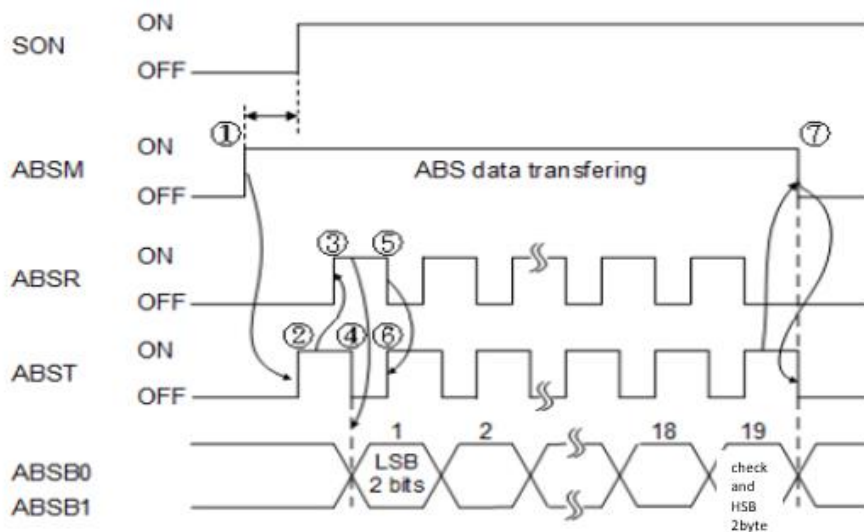 SON
ON
OFF
①
ABSM
ON
OFF
ABS data transfering
⑦
ABSR
ON
OFF
③
⑤
ABST
ON
OFF
②
④
⑥
ABSB0
ABSB1
1
LSB
2 bits
2
18
19
check
and
HSB
2byte